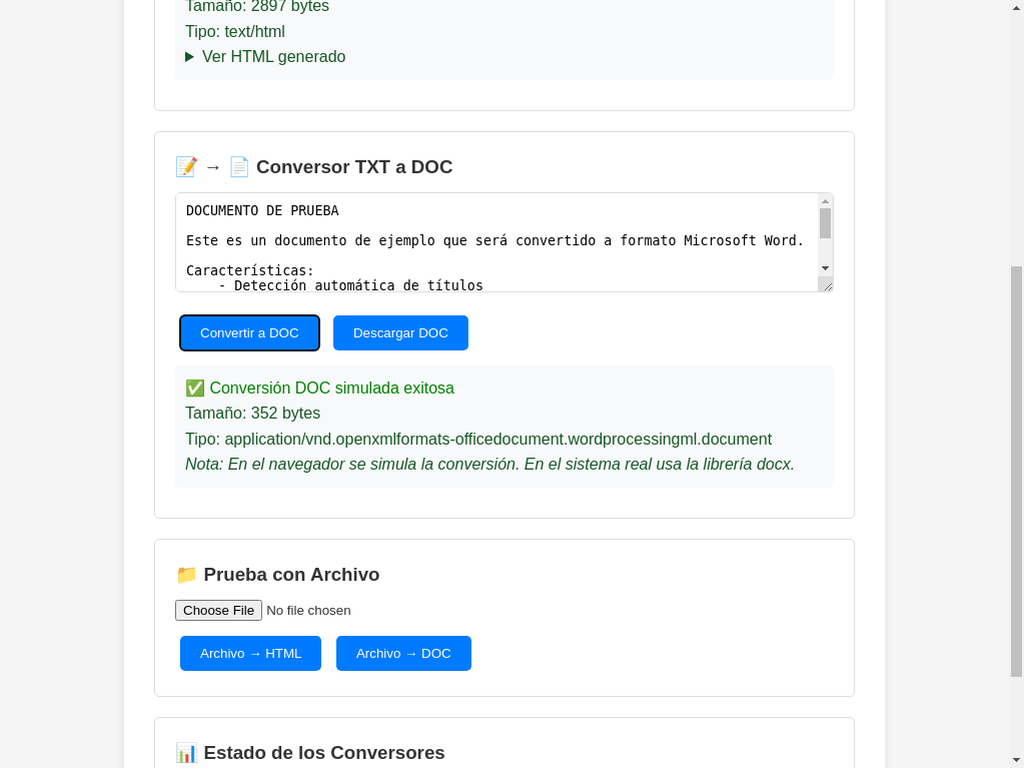 Tamaño: 2897 bytes
Tipo: text/html
▶ Ver HTML generado
📝 → 📄 Conversor TXT a DOC
DOCUMENTO DE PRUEBA
Este es un documento de ejemplo que será convertido a formato Microsoft Word.
Características:
- Detección automática de títulos
Convertir a DOC
Descargar DOC
✅ Conversión DOC simulada exitosa
Tamaño: 352 bytes
Tipo: application/vnd.openxmlformats-officedocument.wordprocessingml.document
Nota: En el navegador se simula la conversión. En el sistema real usa la librería docx.
📁 Prueba con Archivo
Choose File No file chosen
Archivo → HTML
Archivo → DOC
📊 Estado de los Conversores